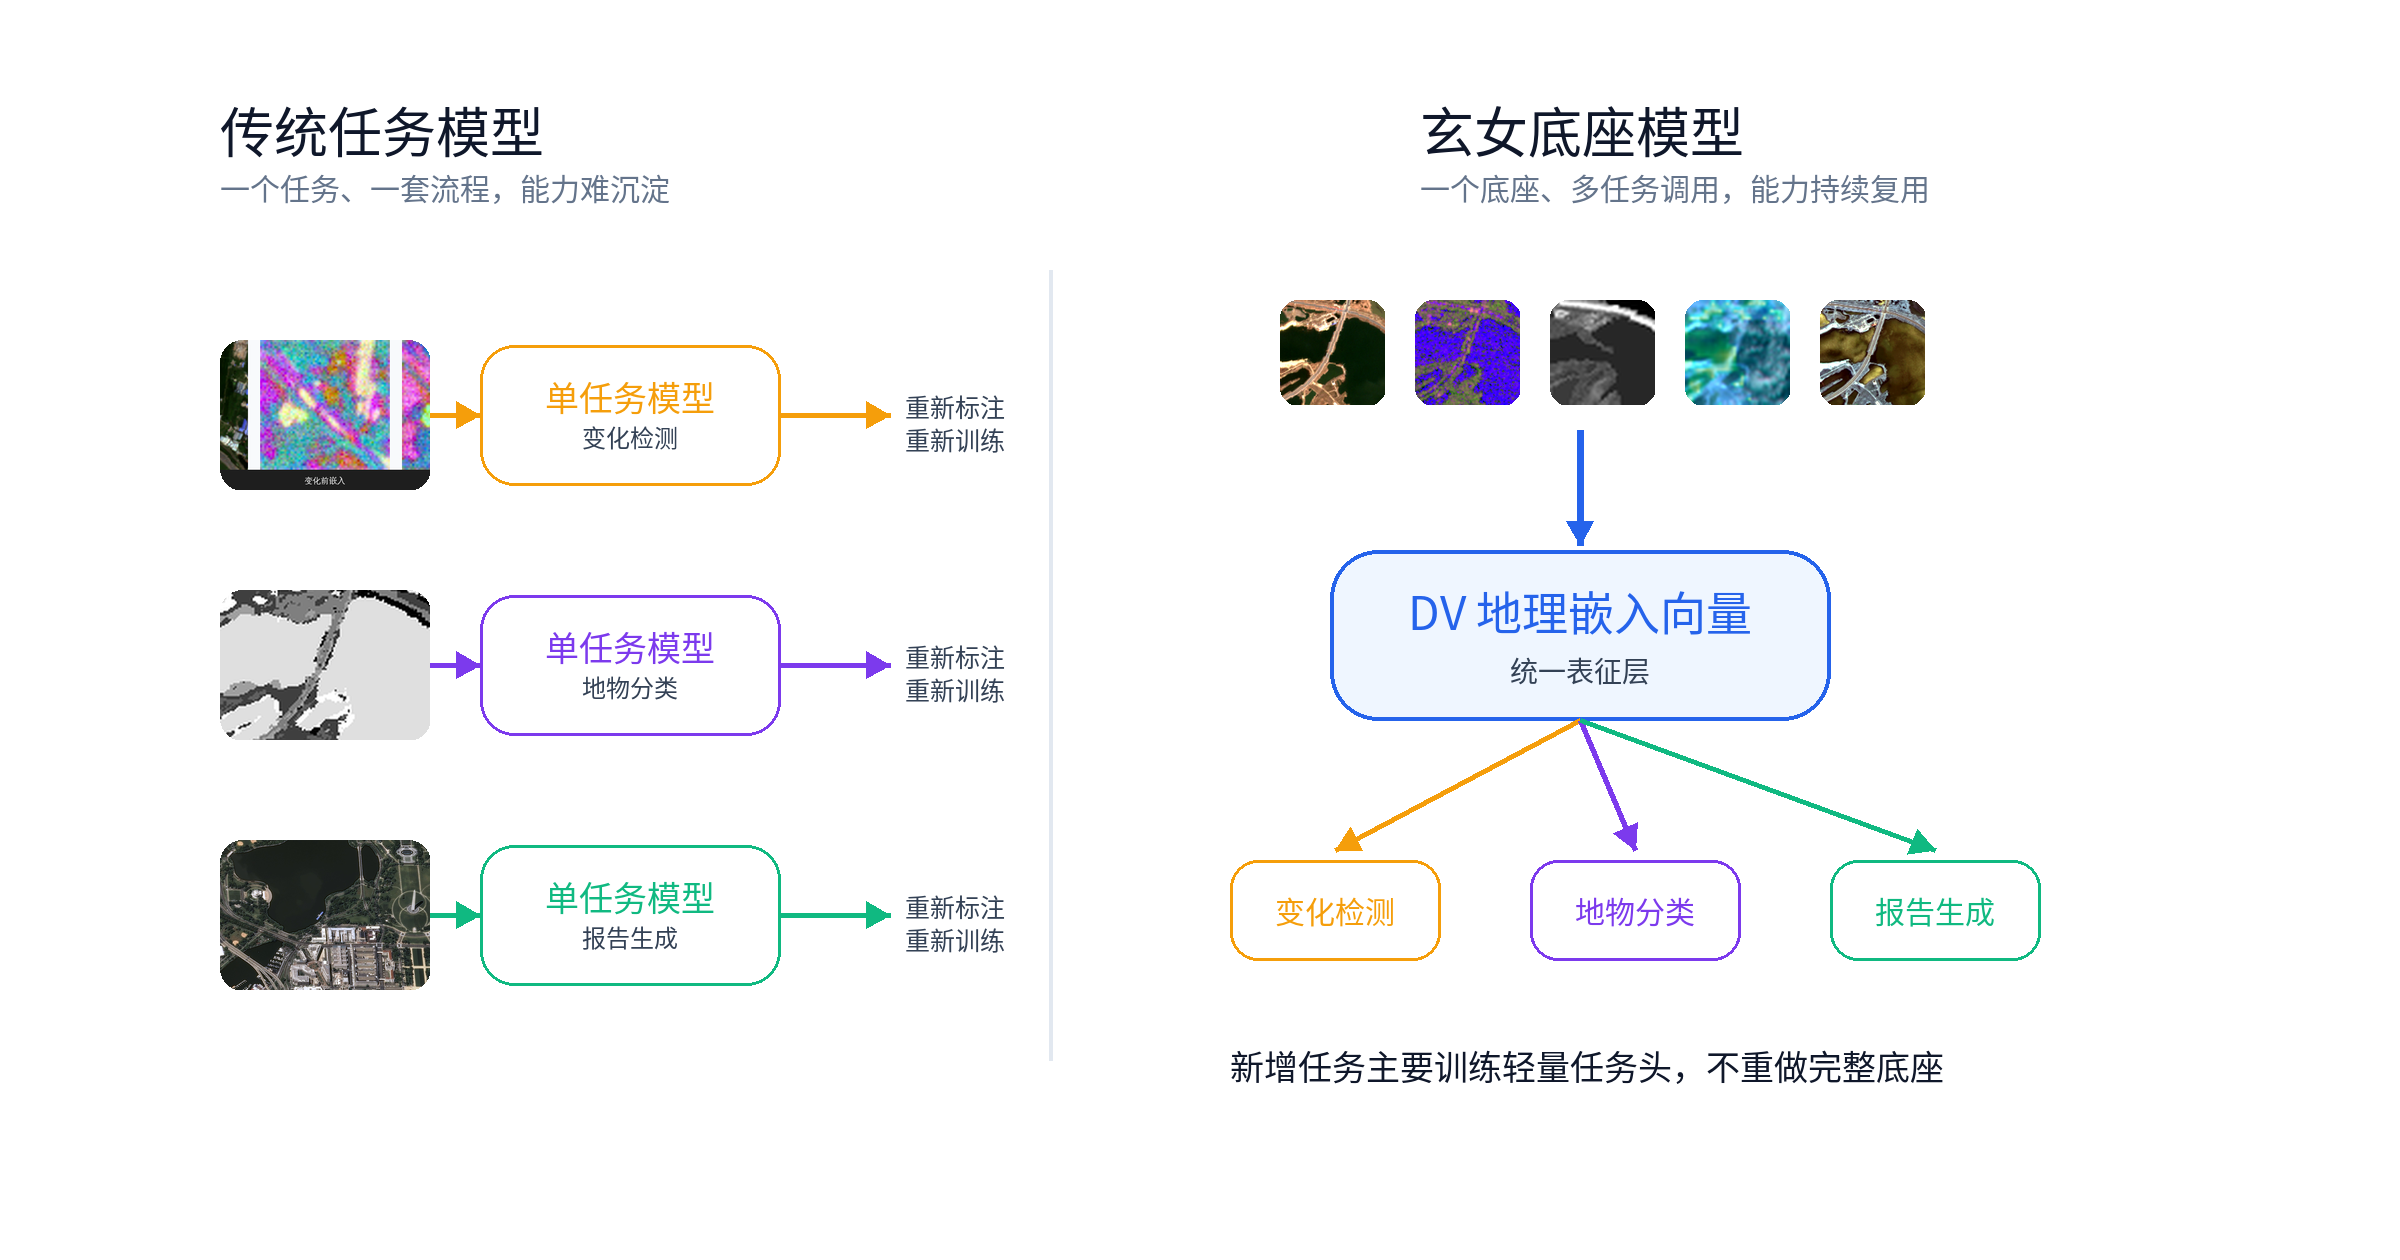 传统任务模型
一个任务、一套流程，能力难沉淀
变化前嵌入
单任务模型
变化检测
重新标注
重新训练
单任务模型
地物分类
重新标注
重新训练
单任务模型
报告生成
重新标注
重新训练
玄女底座模型
一个底座、多任务调用，能力持续复用
DV 地理嵌入向量
统一表征层
变化检测
地物分类
报告生成
新增任务主要训练轻量任务头，不重做完整底座